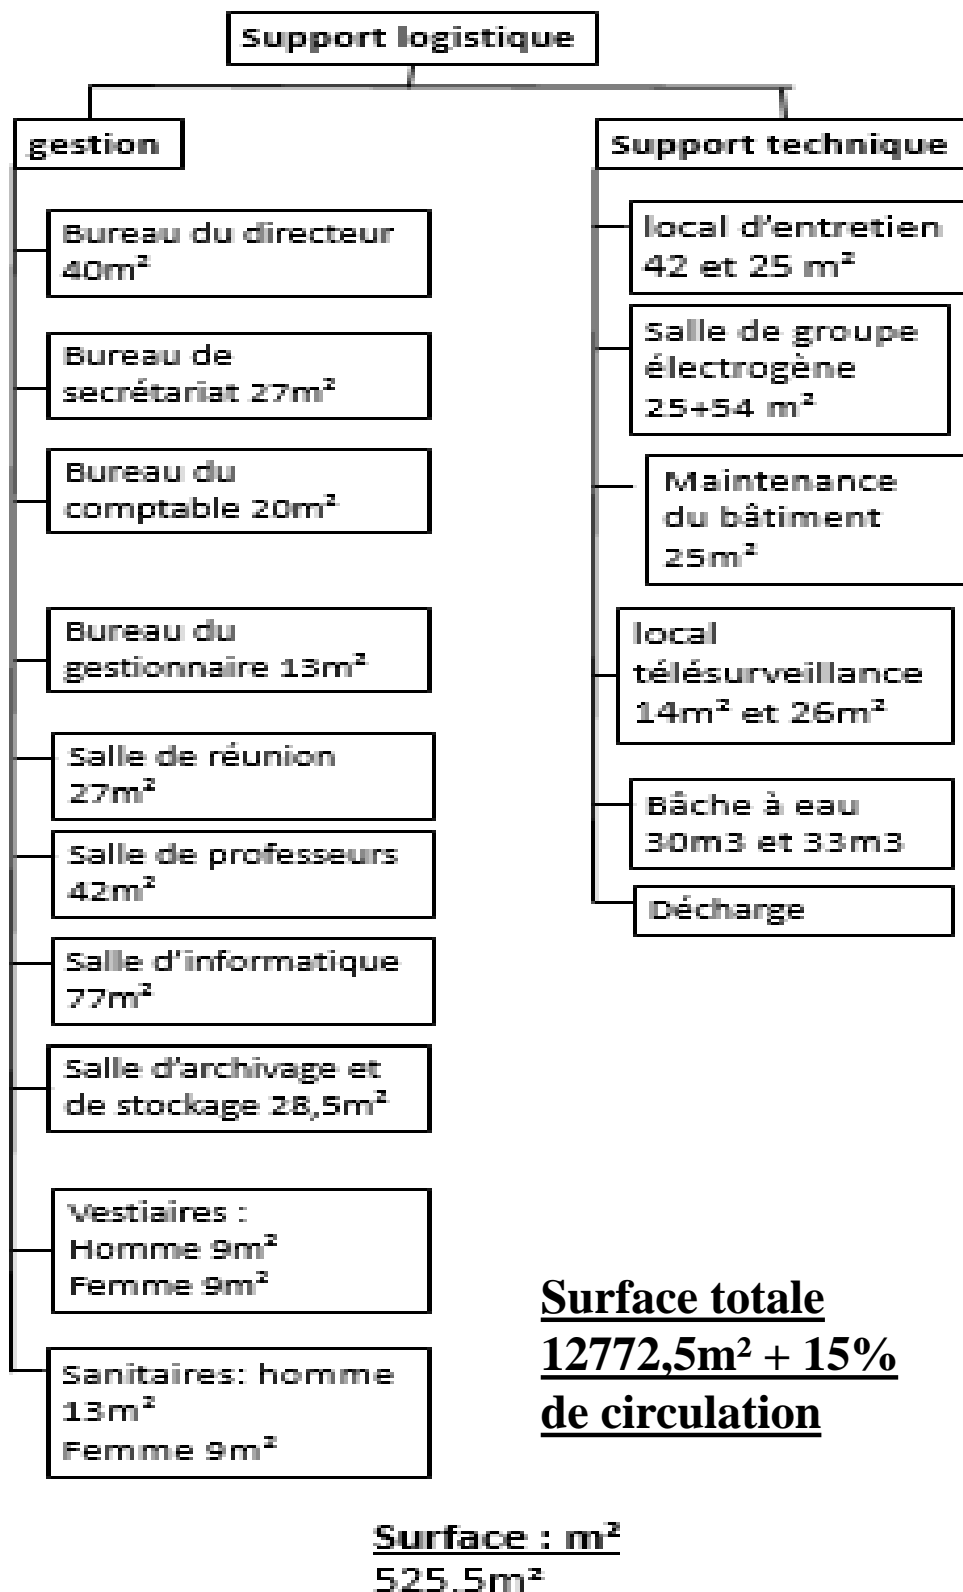 Support logistique
gestion
Bureau du directeur
40m²
Bureau de
secrétariat 27m²
Bureau du
comptable 20m²
Bureau du
gestionnaire 13m²
Salle de réunion
27m²
Salle de professeurs
42m²
Salle d'informatique
77m²
Salle d'archivage et
de stockage 28,5m²
Vestiaires :
Homme 9m²
Femme 9m²
Sanitaires: homme
13m²
Femme 9m²
Support technique
local d'entretien
42 et 25 m²
Salle de groupe
électrogène
25+54 m²
Maintenance
du bâtiment
25m²
local
télésurveillance
14m² et 26m²
Bâche à eau
30m3 et 33m3
Décharge
Surface totale
12772,5m² + 15%
de circulation
Surface : m²
525.5m²